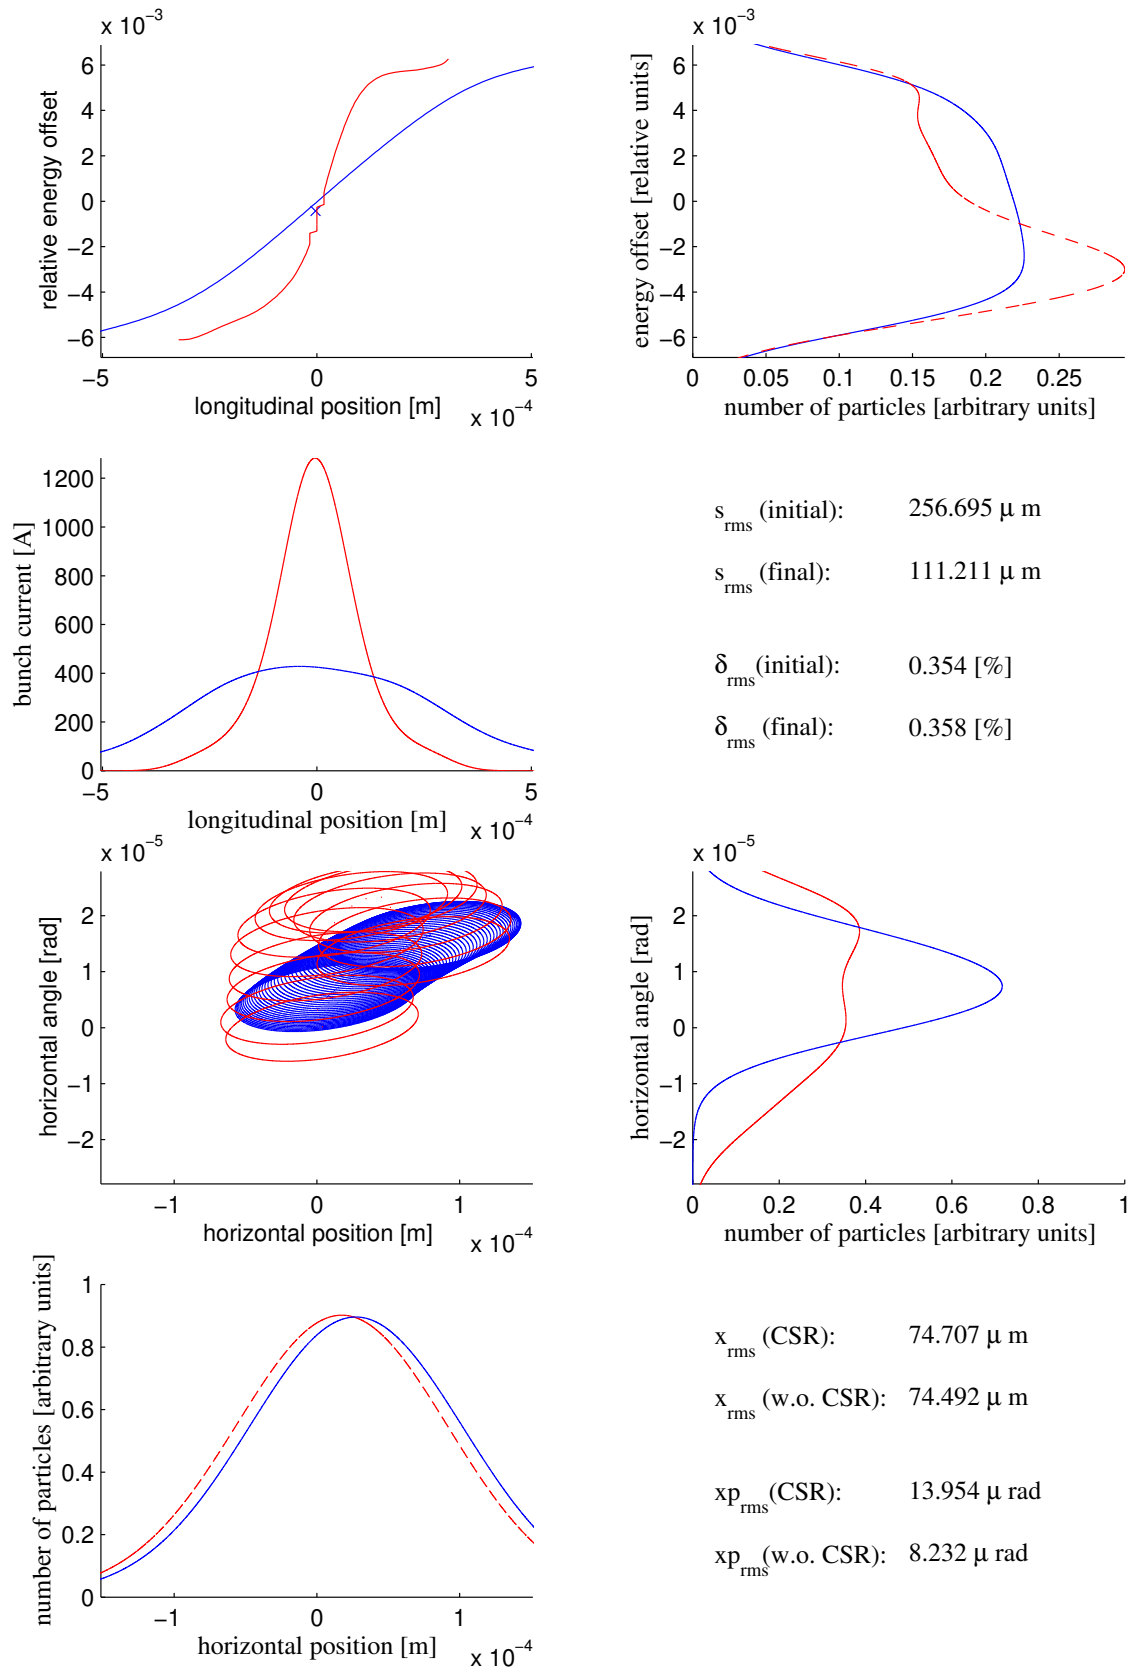 x 10−3
6
4
2
0
−2
−4
−6
−5
0
5
x 10−4
relative energy offset
longitudinal position [m]
x 10−3
6
4
2
0
−2
−4
−6
0
0.05
0.1
0.15
0.2
0.25
energy offset [relative units]
number of particles [arbitrary units]
1200
1000
800
600
400
200
0
−5
0
5
x 10−4
bunch current [A]
longitudinal position [m]
srms (initial): 256.695 μ m
srms (final): 111.211 μ m
δrms(initial): 0.354 [%]
δrms (final): 0.358 [%]
x 10−5
2
1
0
−1
−2
−1
0
1
x 10−4
horizontal angle [rad]
horizontal position [m]
x 10−5
2
1
0
−1
−2
0
0.2
0.4
0.6
0.8
1
horizontal angle [rad]
number of particles [arbitrary units]
1
0.8
0.6
0.4
0.2
0
−1
0
1
x 10−4
number of particles [arbitrary units]
horizontal position [m]
xrms (CSR): 74.707 μ m
xrms (w.o. CSR): 74.492 μ m
xprms(CSR): 13.954 μ rad
xprms(w.o. CSR): 8.232 μ rad